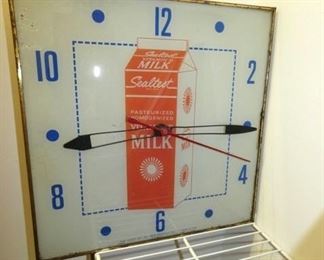 12
Sealtest
MILK
10
2
Sealtest
PASTEURIZED
HOMOGENIZED
MILK
8
4
6